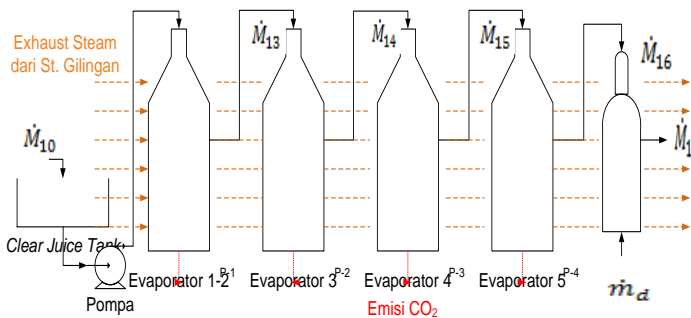 Exhaust Steam
dari St. Gilingan
Ṁ13
Ṁ14
Ṁ15
Ṁ16
Ṁ10
Ṁ1
Clear Juice Tank
Pompa
Evaporator 1-2
P-1
Evaporator 3
P-2
Evaporator 4
P-3
Evaporator 5
P-4
ṁd
Emisi CO2